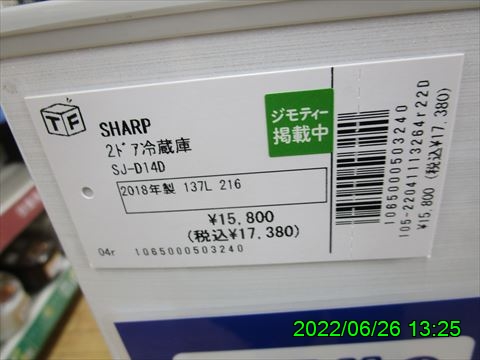 TF
SHARP
2ドア冷蔵庫
SJ-D14D
2018年製 137L 216
¥15,800
(税込¥17,380)
04r 1065000503240
ジモティー
掲載中
1065000503240
105-220411113264r22D
¥15,800 (税込¥17,380)
2022/06/26 13:25